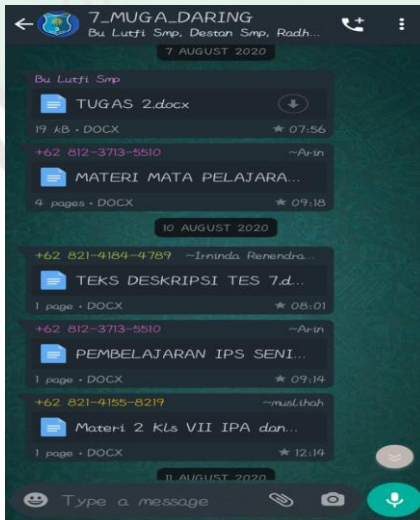 7_MUGA_DARING
Bu Lutfi Smp, Destan Smp, Radh...
7 AUGUST 2020
Bu Lutfi Smp
TUGAS 2.docx
19 kB • DOCX ★ 07:56
+62 812-3713-5510 ~Arin
MATERI MATA PELAJARA...
4 pages • DOCX ★ 09:18
10 AUGUST 2020
+62 821-4184-4789 ~Irninda Renendra...
TEKS DESKRIPSI TES 7.d...
1 page • DOCX ★ 08:01
+62 812-3713-5510 ~Arin
PEMBELAJARAN IPS SENI...
1 page • DOCX ★ 09:14
+62 821-4155-8219 ~muslihah
Materi 2 Kls VII IPA dan...
1 page • DOCX ★ 12:14
11 AUGUST 2020
Type a message